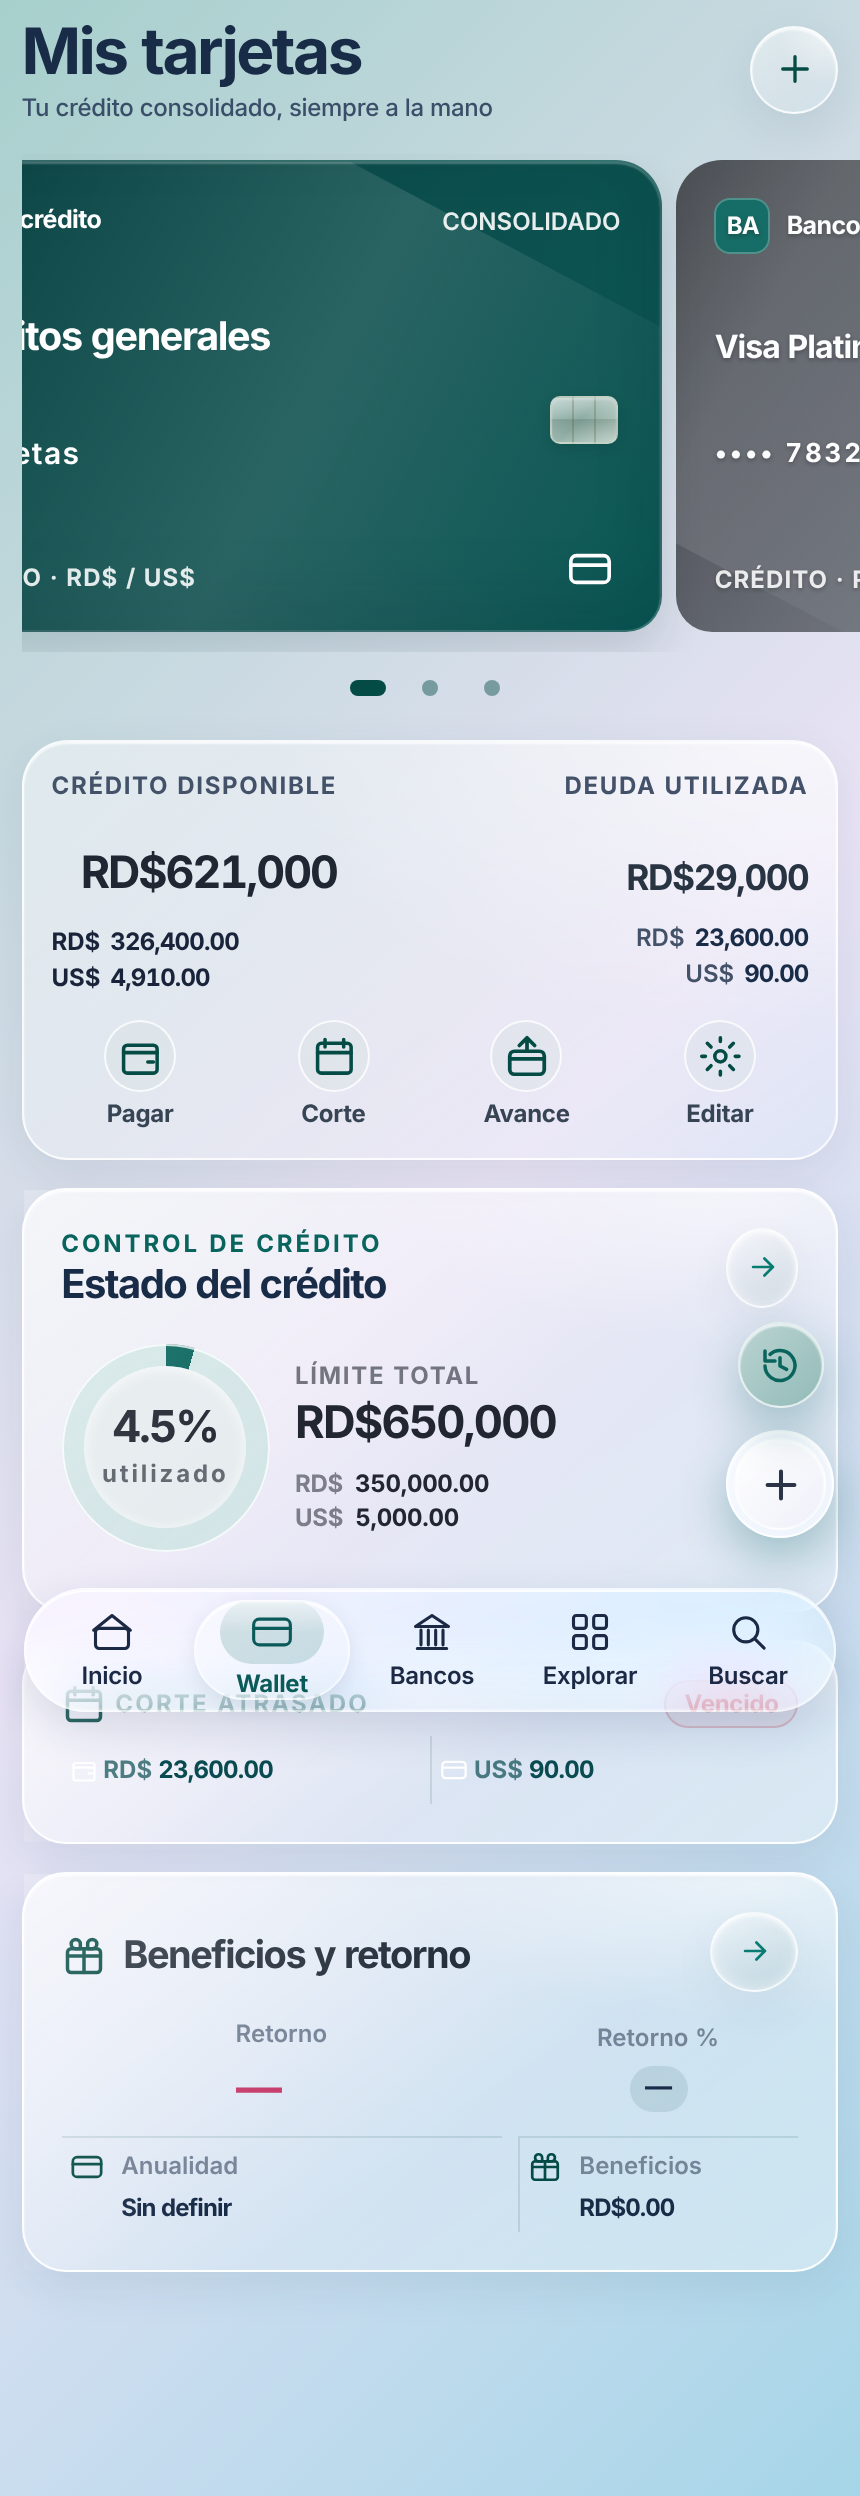 Mis tarjetas
Tu crédito consolidado, siempre a la mano
crédito
CONSOLIDADO
BA
Banco
itos generales
Visa Platin
etas
•••• 7832
O · RD$ / US$
CRÉDITO · R
CRÉDITO DISPONIBLE
DEUDA UTILIZADA
RD$621,000
RD$29,000
RD$ 326,400.00
RD$ 23,600.00
US$ 4,910.00
US$ 90.00
Pagar
Corte
Avance
Editar
CONTROL DE CRÉDITO
Estado del crédito
4.5%
utilizado
LÍMITE TOTAL
RD$650,000
RD$ 350,000.00
US$ 5,000.00
Inicio
Wallet
Bancos
Explorar
Buscar
CORTE ATRASADO
Vencido
RD$ 23,600.00
US$ 90.00
Beneficios y retorno
Retorno
Retorno %
—
—
Anualidad
Sin definir
Beneficios
RD$0.00